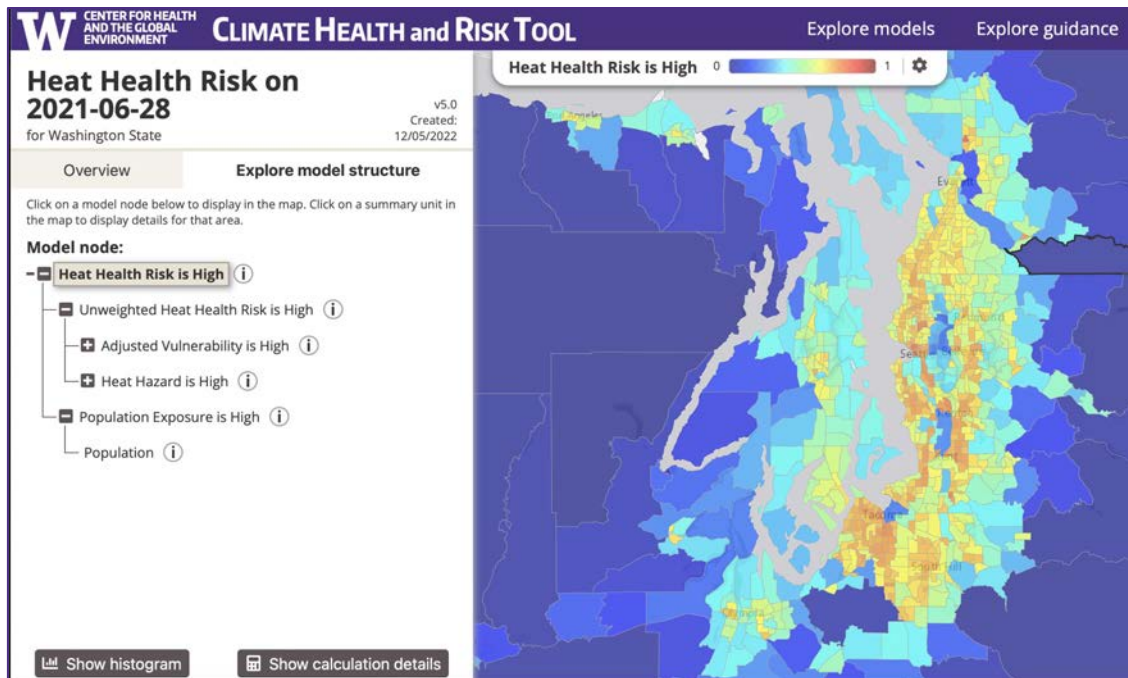 W CENTER FOR HEALTH
AND THE GLOBAL
ENVIRONMENT
CLIMATE HEALTH and RISK TOOL
Explore models
Explore guidance
Heat Health Risk on
2021-06-28
for Washington State
v5.0
Created:
12/05/2022
Overview
Explore model structure
Click on a model node below to display in the map. Click on a summary unit in
the map to display details for that area.
Model node:
Heat Health Risk is High i
Unweighted Heat Health Risk is High i
Adjusted Vulnerability is High i
Heat Hazard is High i
Population Exposure is High i
Population i
Show histogram
Show calculation details
Heat Health Risk is High 0 1
Tacoma
South Hill
Olympia